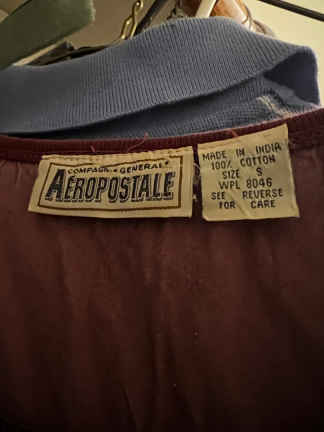 COMPAGNIE GENERALE
AÉROPOSTALE
MADE IN INDIA
100% COTTON
SIZE S
WPL 8046
SEE REVERSE
FOR CARE